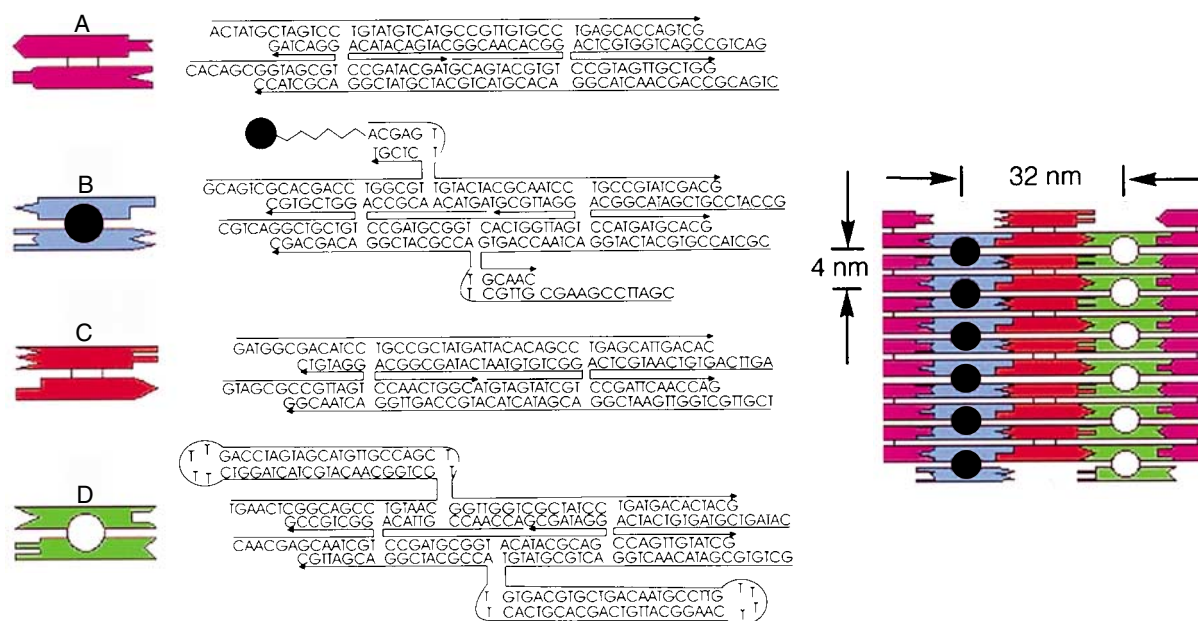 A
ACTATGCTAGTCC TGTATGTCATGCCGTTGTGCC TGAGCACCAGTCG
GATCAGG ACATACAGTACGGCAACACGG ACTCGTGGTCAGCCGTCAG
CACAGCGGTAGCGT CCCGATACGATGCAGTACGTGT CCCGTAGTTGCTGG
CCATCGCA GGCTATGCTACGTCATGCACA GGCATCAACGACCGCAGTC
B
ACGAG T
TGCTC T
GCAGTCGCACGACC TGGCGTT TGTACTACGCAATCC TGCCGTATCGACG
CGTGCTGG ACCGCA ACATGATGCGTTAGG ACGGCATAGCTGCCTACCG
CGTCAGGCTGCTGT CCGATGCGGT CACTGGTTAGT CCATGATGCACG
CGACGACA GGCTACGCCA GTGACCAATCA GGTACTACGTGCCATCGC
T GCAAC
T CGTTG CGAAGCCTTAGC
C
GATGGCGACATCC TGCCGCTATGATTACACAGCC TGAGCATTGACAC
CTGTAGG ACGGCGATACTAATGTGTCGG ACTCGTAACTGTGACTTGA
GTAGCGCCGTTAGT CCAACTGGCATGTAGTATCGT CCGATTCAACCAG
GGCAATCA GGTTGACCGTACATCATAGCA GGCTAAGTTGGTCGTTGCT
D
T T GACCTAGTAGCATGTTGCCAGC T
T T CTGGATCATCGTACAACGGTCG T
TGAACTCGGCAGCC TGTAAC GGTTGGTCGCTATCC TGATGACACTACG
GCCGTCGG ACATTG CCAACCAGCGATAGG ACTACTGTGATGCTGATAC
CAACGAGCAATCGT CCGATGCGGT ACATACGCAG CCAGTTGTATCG
CGTTAGCA GGCTACGCCA TGTATGCGTCA GGTCAACATAGCGTGTCG
T GTGACGTGCTGACAATGCCTTG T T
T CACTGCACGACTGTTACGGAAC T T
32 nm
4 nm